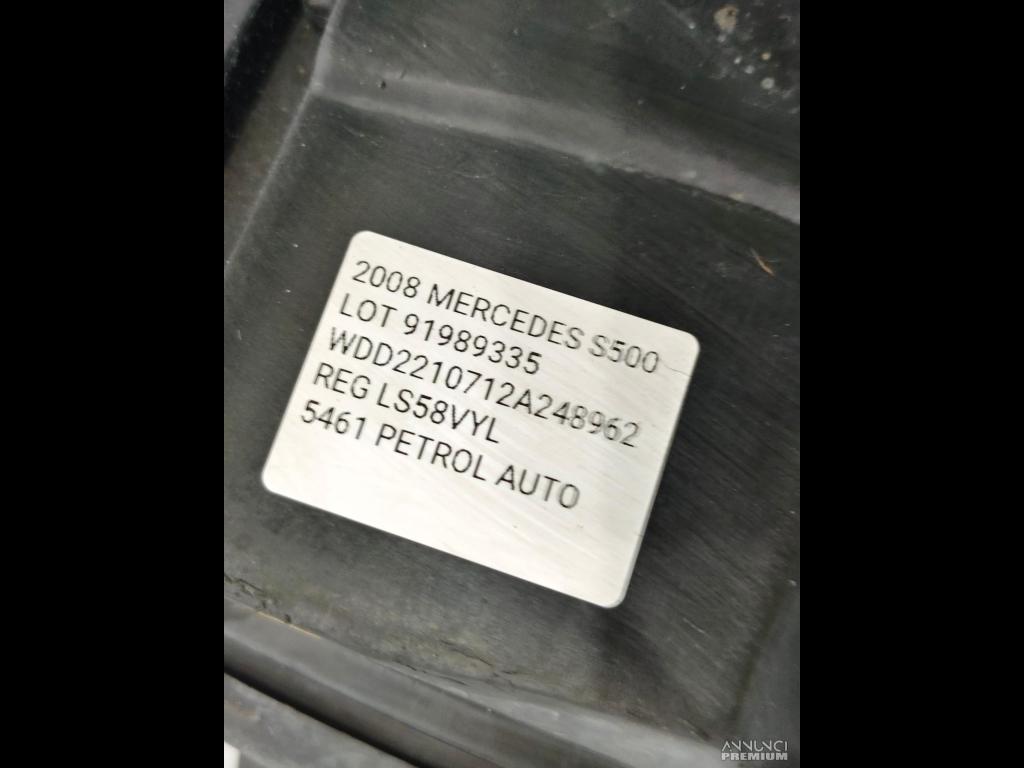 2008 MERCEDES S500
LOT 91989335
WDD2210712A248962
REG LS58VYL
5461 PETROL AUTO
ANNUNCI
PREMIUM